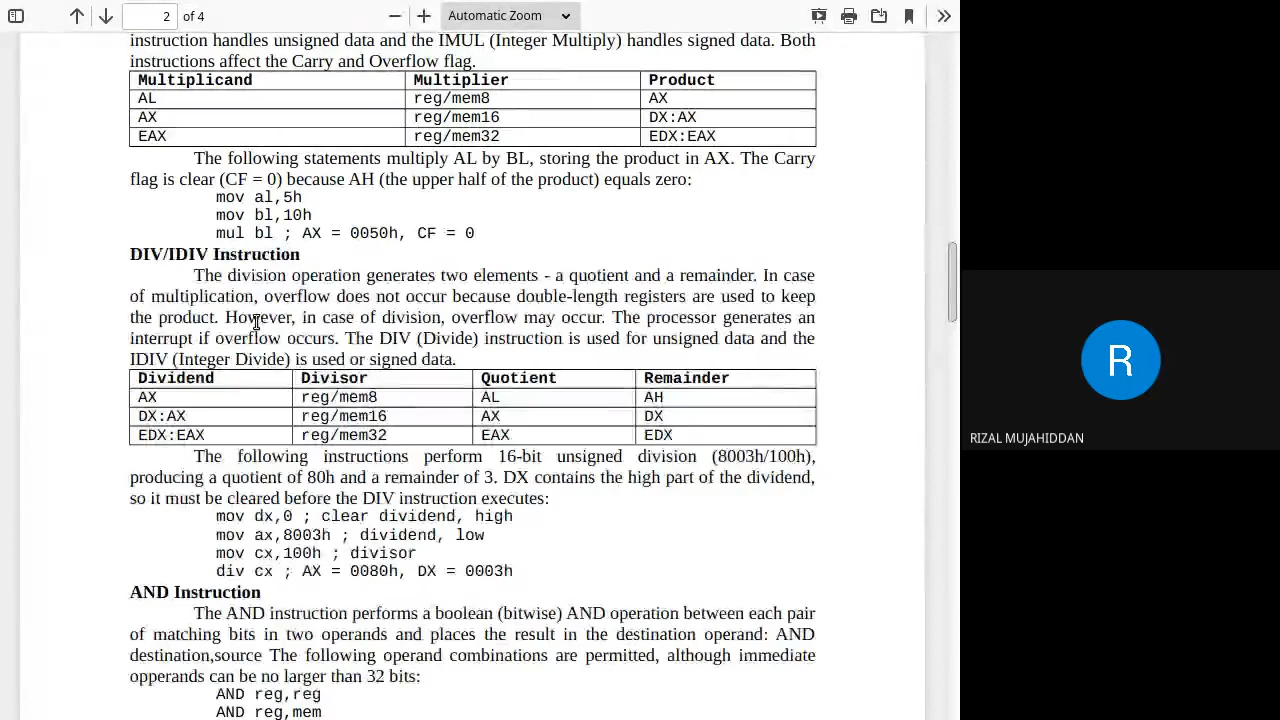 2 of 4 Automatic Zoom
instruction handles unsigned data and the IMUL (Integer Multiply) handles signed data. Both
instructions affect the Carry and Overflow flag.
Multiplicand Multiplier Product
AL reg/mem8 AX
AX reg/mem16 DX:AX
EAX reg/mem32 EDX:EAX
The following statements multiply AL by BL, storing the product in AX. The Carry
flag is clear (CF = 0) because AH (the upper half of the product) equals zero:
mov al,5h
mov bl,10h
mul bl ; AX = 0050h, CF = 0
DIV/IDIV Instruction
The division operation generates two elements - a quotient and a remainder. In case
of multiplication, overflow does not occur because double-length registers are used to keep
the product. However, in case of division, overflow may occur. The processor generates an
interrupt if overflow occurs. The DIV (Divide) instruction is used for unsigned data and the
IDIV (Integer Divide) is used or signed data.
Dividend Divisor Quotient Remainder
AX reg/mem8 AL AH
DX:AX reg/mem16 AX DX
EDX:EAX reg/mem32 EAX EDX
The following instructions perform 16-bit unsigned division (8003h/100h),
producing a quotient of 80h and a remainder of 3. DX contains the high part of the dividend,
so it must be cleared before the DIV instruction executes:
mov dx,0 ; clear dividend, high
mov ax,8003h ; dividend, low
mov cx,100h ; divisor
div cx ; AX = 0080h, DX = 0003h
AND Instruction
The AND instruction performs a boolean (bitwise) AND operation between each pair
of matching bits in two operands and places the result in the destination operand: AND
destination,source The following operand combinations are permitted, although immediate
opperands can be no larger than 32 bits:
AND reg,reg
AND reg,mem
R
RIZAL MUJAHIDDAN